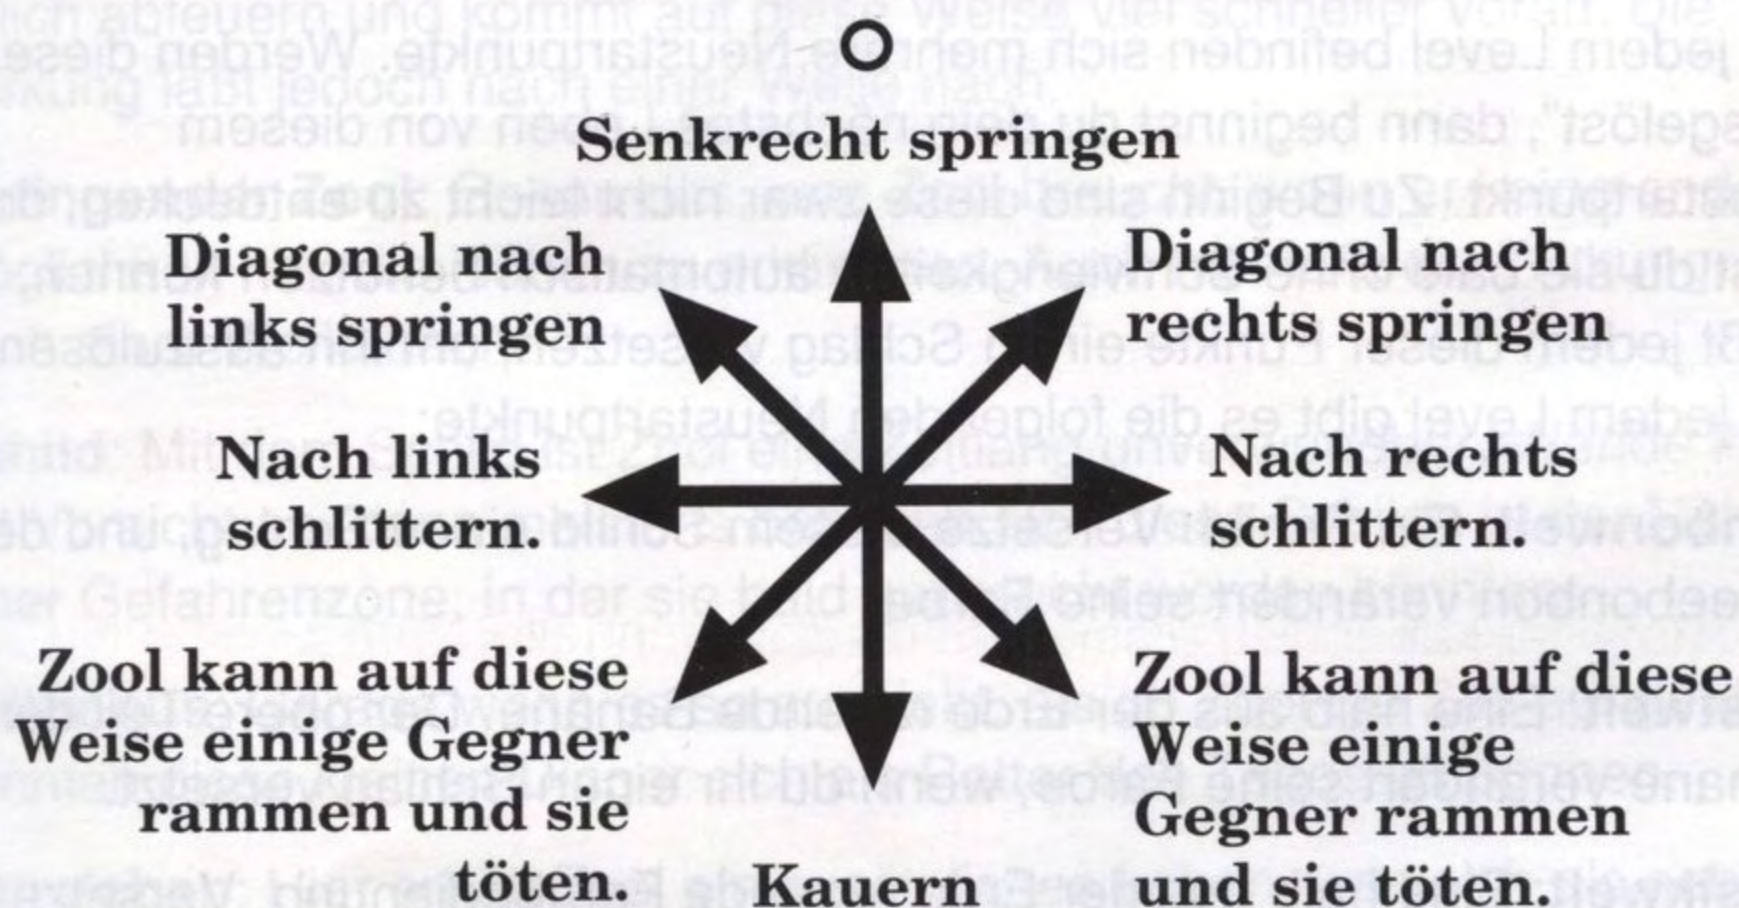 Senkrecht springen
Diagonal nach
links springen
Diagonal nach
rechts springen
Nach links
schlittern.
Nach rechts
schlittern.
Zool kann auf diese
Weise einige Gegner
rammen und sie
töten.
Zool kann auf diese
Weise einige
Gegner rammen
und sie töten.
Kauern